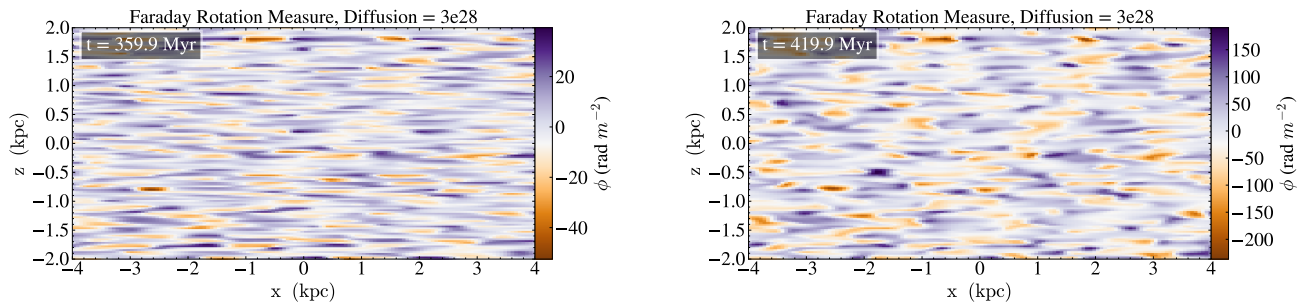 Faraday Rotation Measure, Diffusion = 3e28
t = 359.9 Myr
2.0
1.5
1.0
0.5
0.0
−0.5
−1.0
−1.5
−2.0
z (kpc)
−4 −3 −2 −1 0 1 2 3 4
x (kpc)
20
0
−20
−40
ϕ (rad m⁻²)
Faraday Rotation Measure, Diffusion = 3e28
t = 419.9 Myr
2.0
1.5
1.0
0.5
0.0
−0.5
−1.0
−1.5
−2.0
z (kpc)
−4 −3 −2 −1 0 1 2 3 4
x (kpc)
150
100
50
0
−50
−100
−150
−200
ϕ (rad m⁻²)